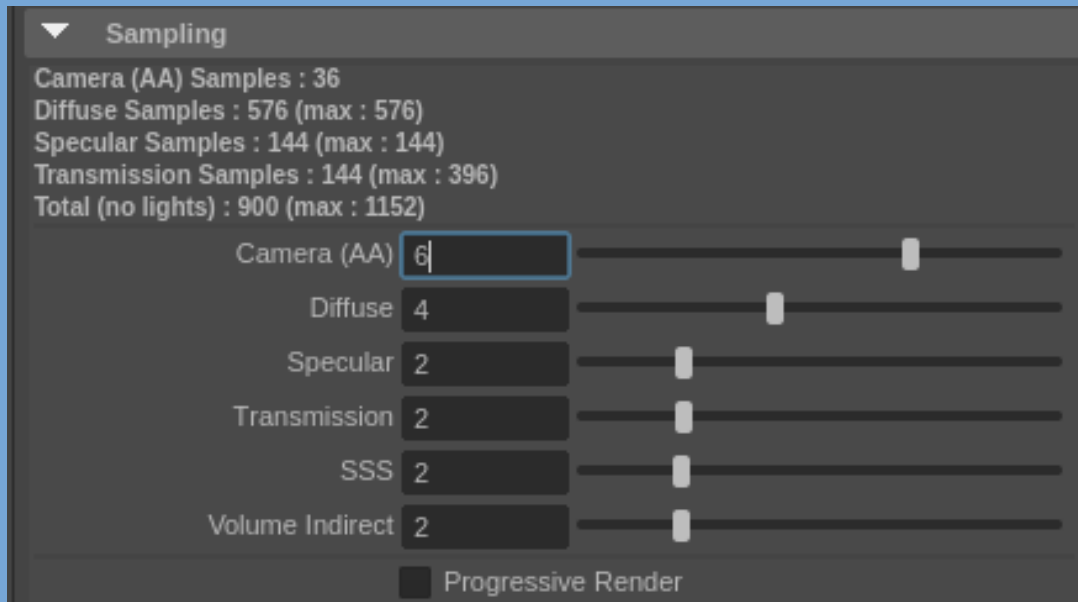 Sampling
Camera (AA) Samples : 36
Diffuse Samples : 576 (max : 576)
Specular Samples : 144 (max : 144)
Transmission Samples : 144 (max : 396)
Total (no lights) : 900 (max : 1152)
Camera (AA) 6
Diffuse 4
Specular 2
Transmission 2
SSS 2
Volume Indirect 2
Progressive Render